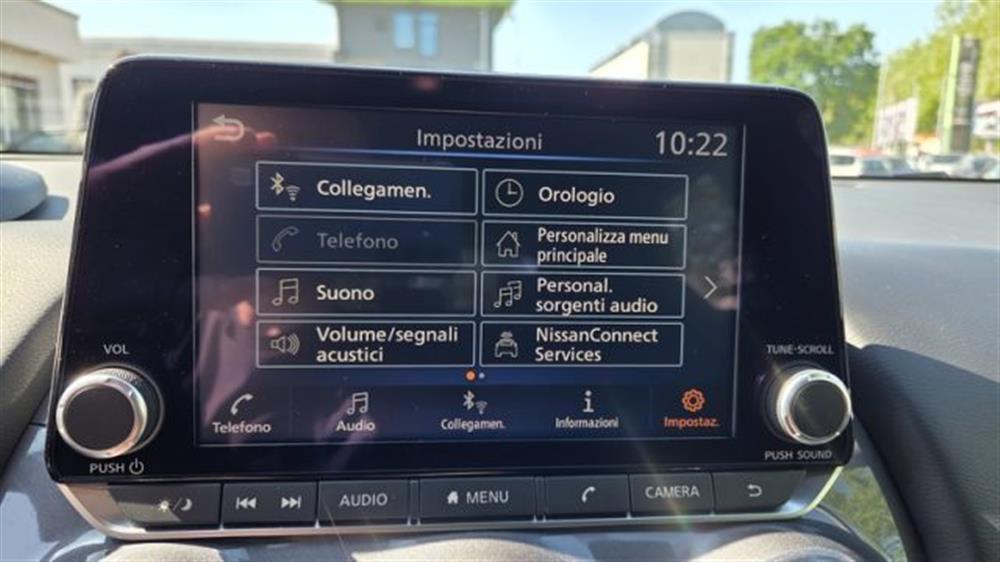 Impostazioni
10:22
Collegamen.
Orologio
Telefono
Personalizza menu
principale
Suono
Personal.
sorgenti audio
Volume/segnali
acustici
NissanConnect
Services
Telefono
Audio
Collegamen.
Informazioni
Impostaz.
VOL
PUSH
TUNE·SCROLL
PUSH SOUND
AUDIO
MENU
CAMERA